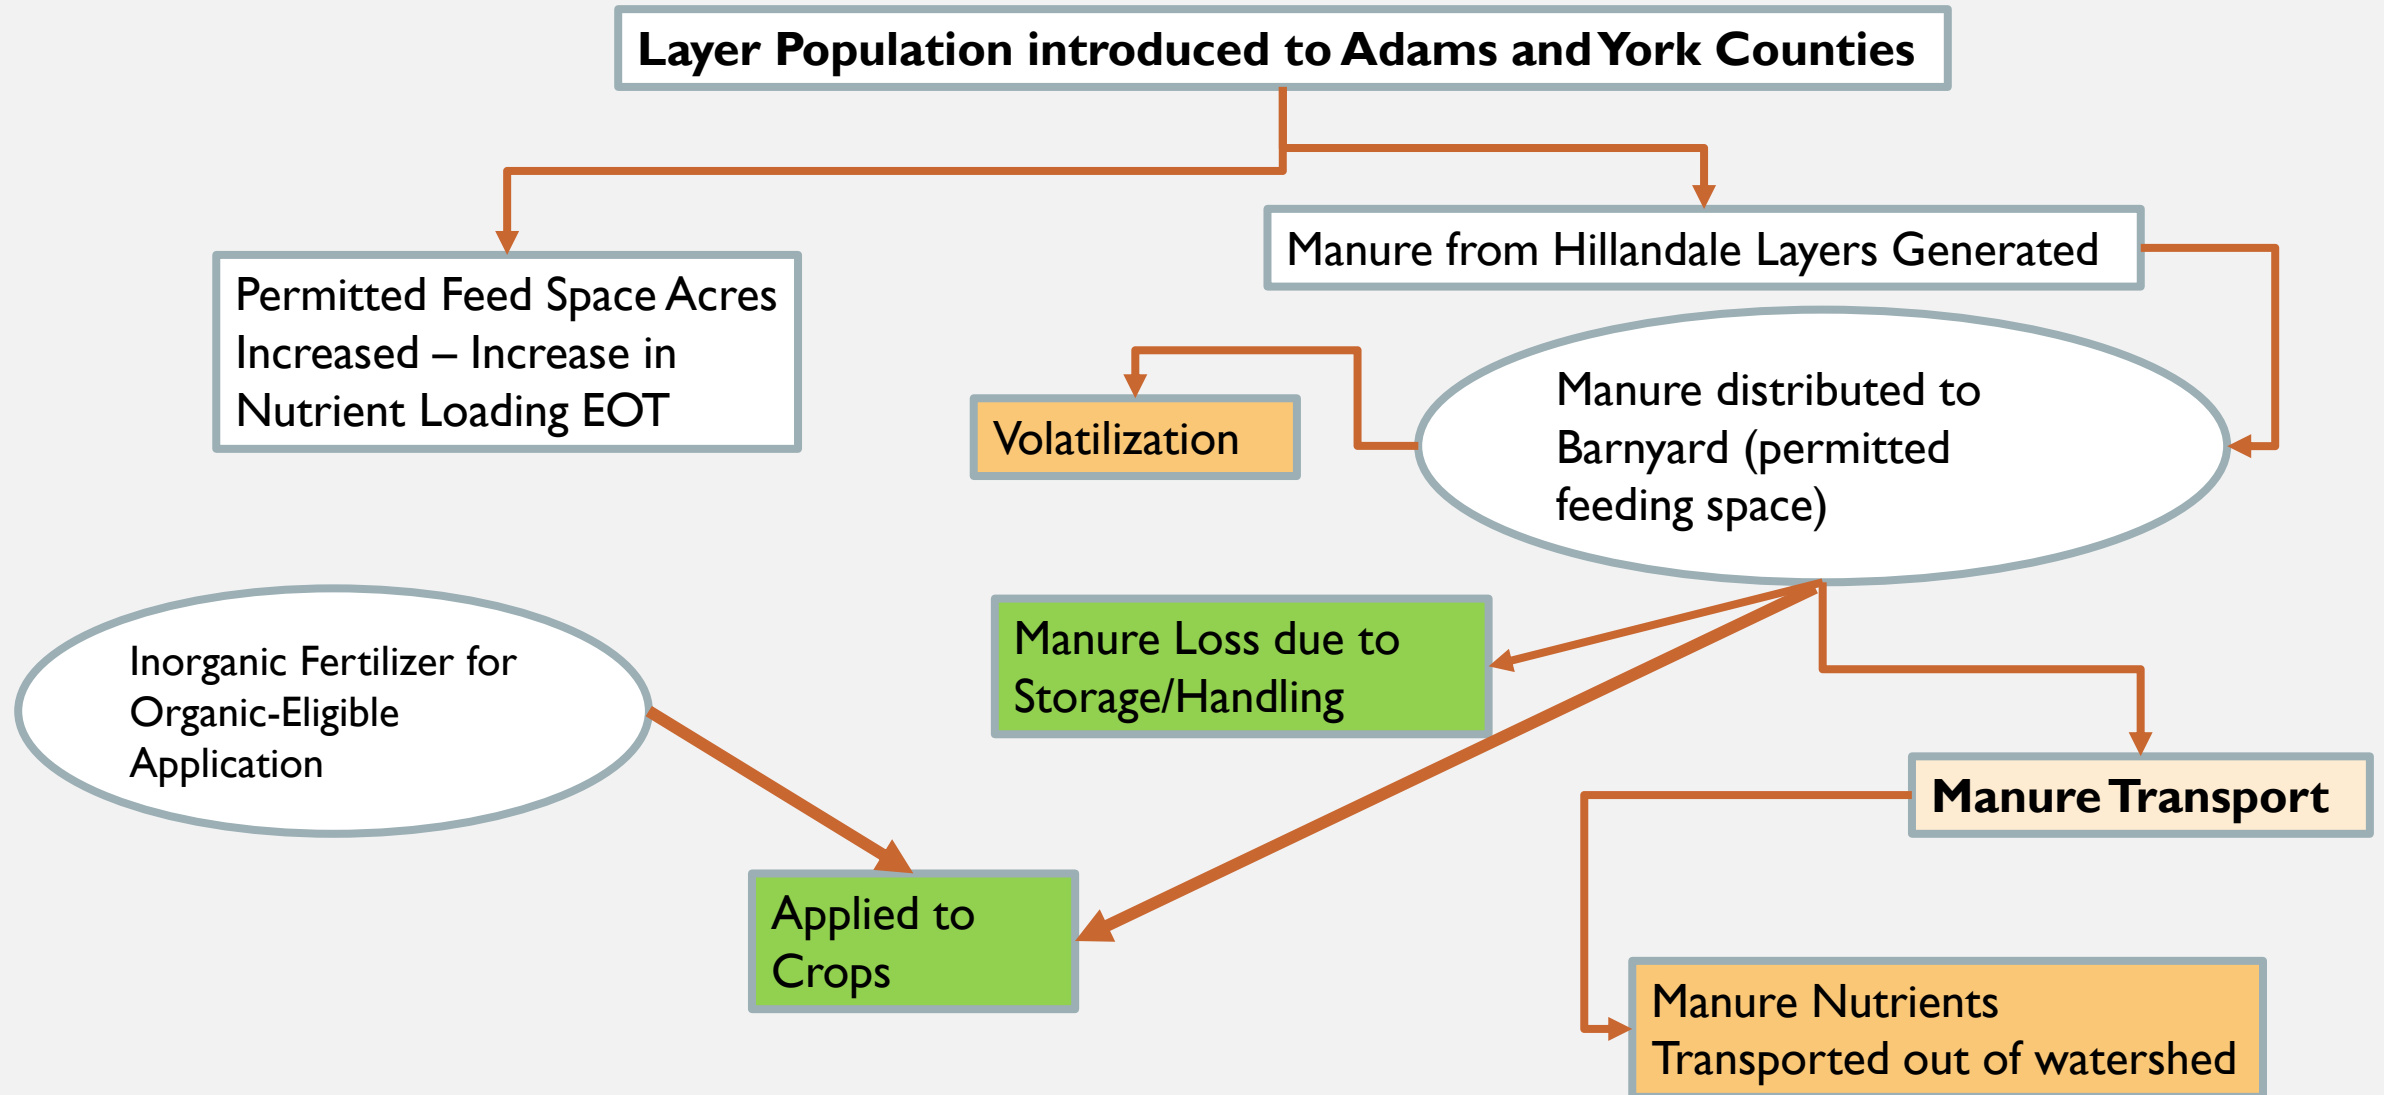 Layer Population introduced to Adams and York Counties
Manure from Hillandale Layers Generated
Permitted Feed Space Acres
Increased – Increase in
Nutrient Loading EOT
Manure distributed to
Barnyard (permitted
feeding space)
Volatilization
Manure Loss due to
Storage/Handling
Inorganic Fertilizer for
Organic-Eligible
Application
Manure Transport
Applied to
Crops
Manure Nutrients
Transported out of watershed